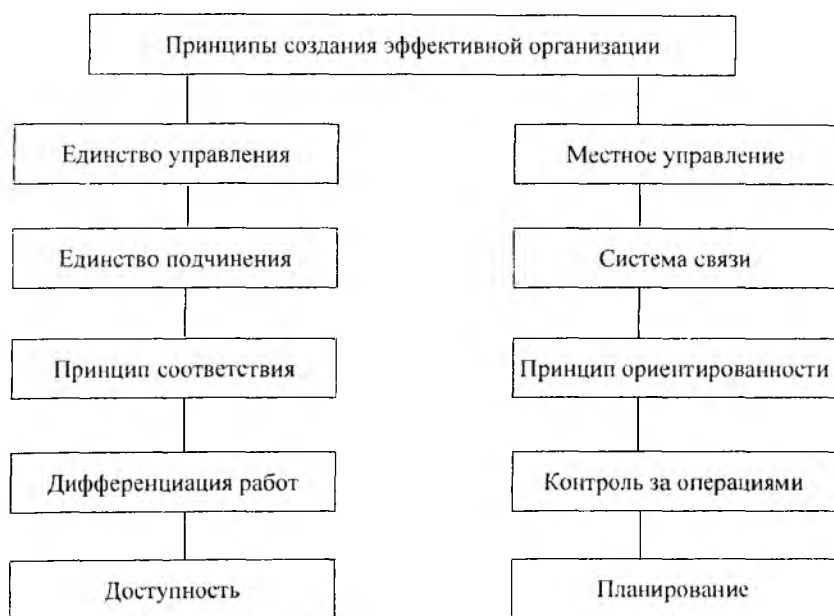 Принципы создания эффективной организации
Единство управления
Местное управление
Единство подчинения
Система связи
Принцип соответствия
Принцип ориентированности
Дифференциация работ
Контроль за операциями
Доступность
Планирование